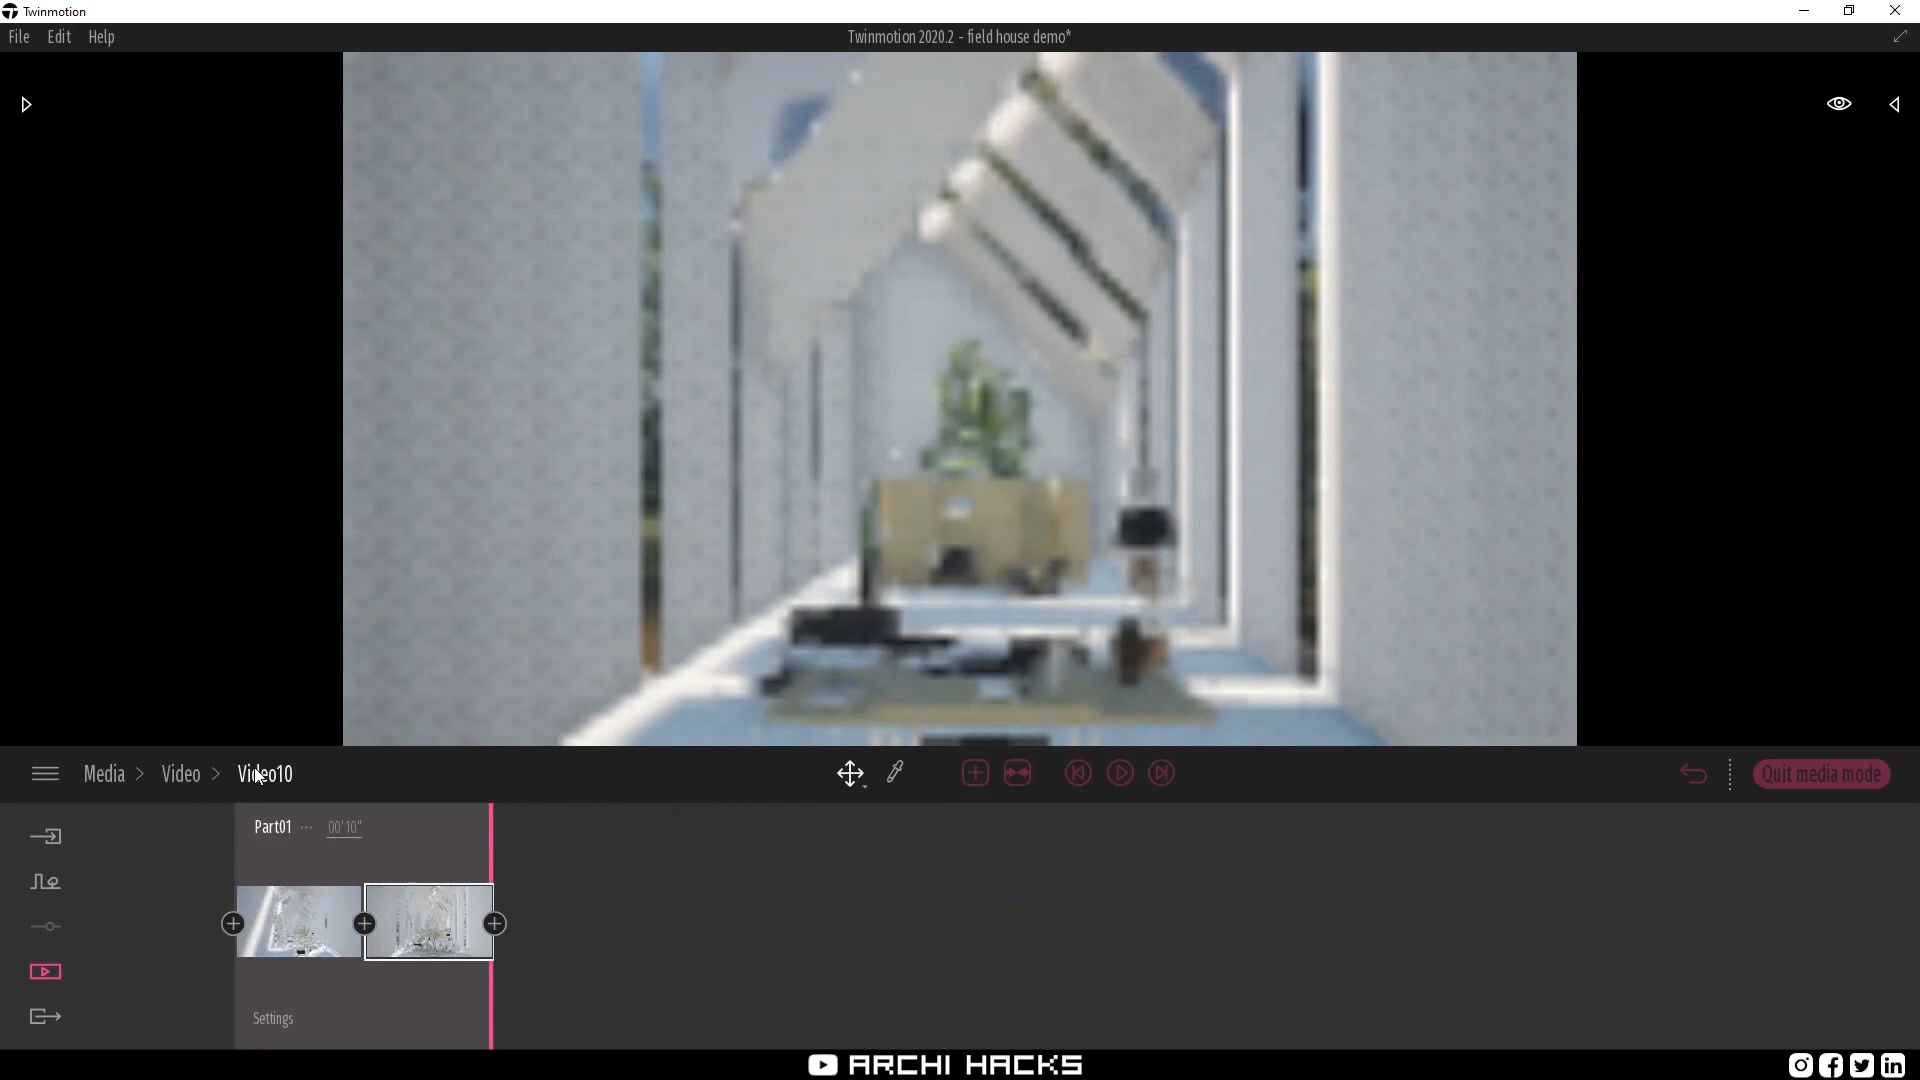 Twinmotion
File Edit Help
Twinmotion 2020.2 - field house demo*
Media > Video > Video10
Quit media mode
Part01 ··· 00'10"
Settings
ARCHI HACKS